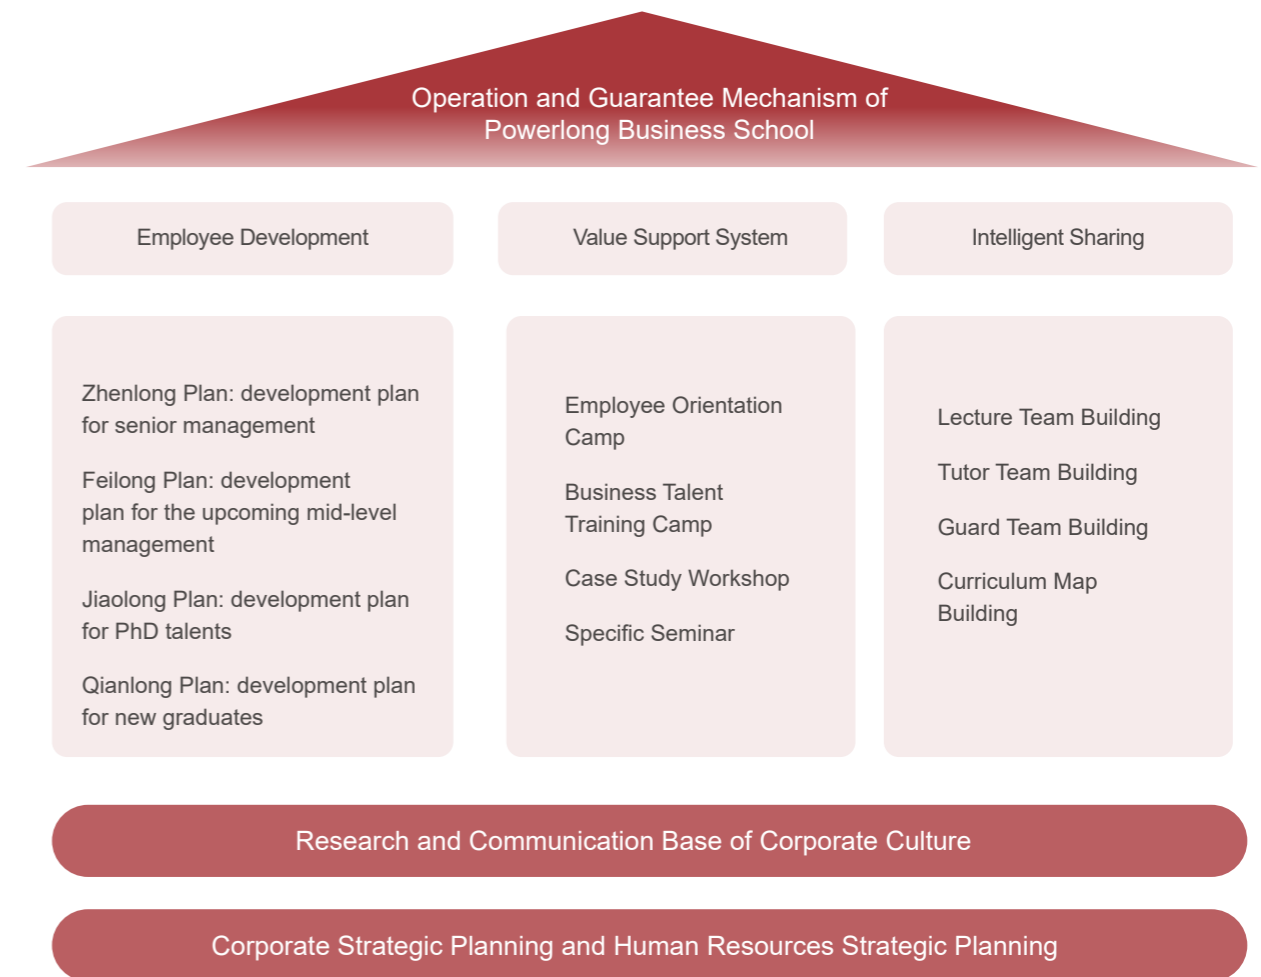 Operation and Guarantee Mechanism of
Powerlong Business School
Employee Development
Value Support System
Intelligent Sharing
Zhenlong Plan: development plan
for senior management
Feilong Plan: development
plan for the upcoming mid-level
management
Jiaolong Plan: development plan
for PhD talents
Qianlong Plan: development plan
for new graduates
Employee Orientation
Camp
Business Talent
Training Camp
Case Study Workshop
Specific Seminar
Lecture Team Building
Tutor Team Building
Guard Team Building
Curriculum Map
Building
Research and Communication Base of Corporate Culture
Corporate Strategic Planning and Human Resources Strategic Planning